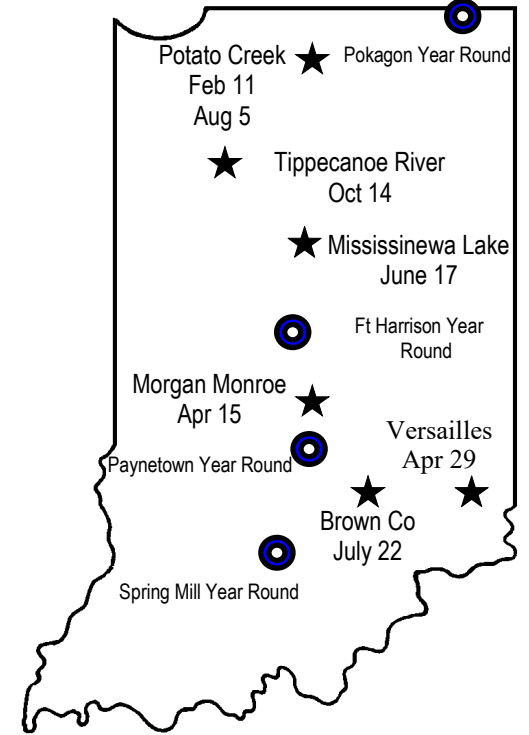 Potato Creek
Feb 11
Aug 5
Pokagon Year Round
Tippecanoe River
Oct 14
Mississinewa Lake
June 17
Ft Harrison Year
Round
Morgan Monroe
Apr 15
Versailles
Apr 29
Paynetown Year Round
Brown Co
July 22
Spring Mill Year Round